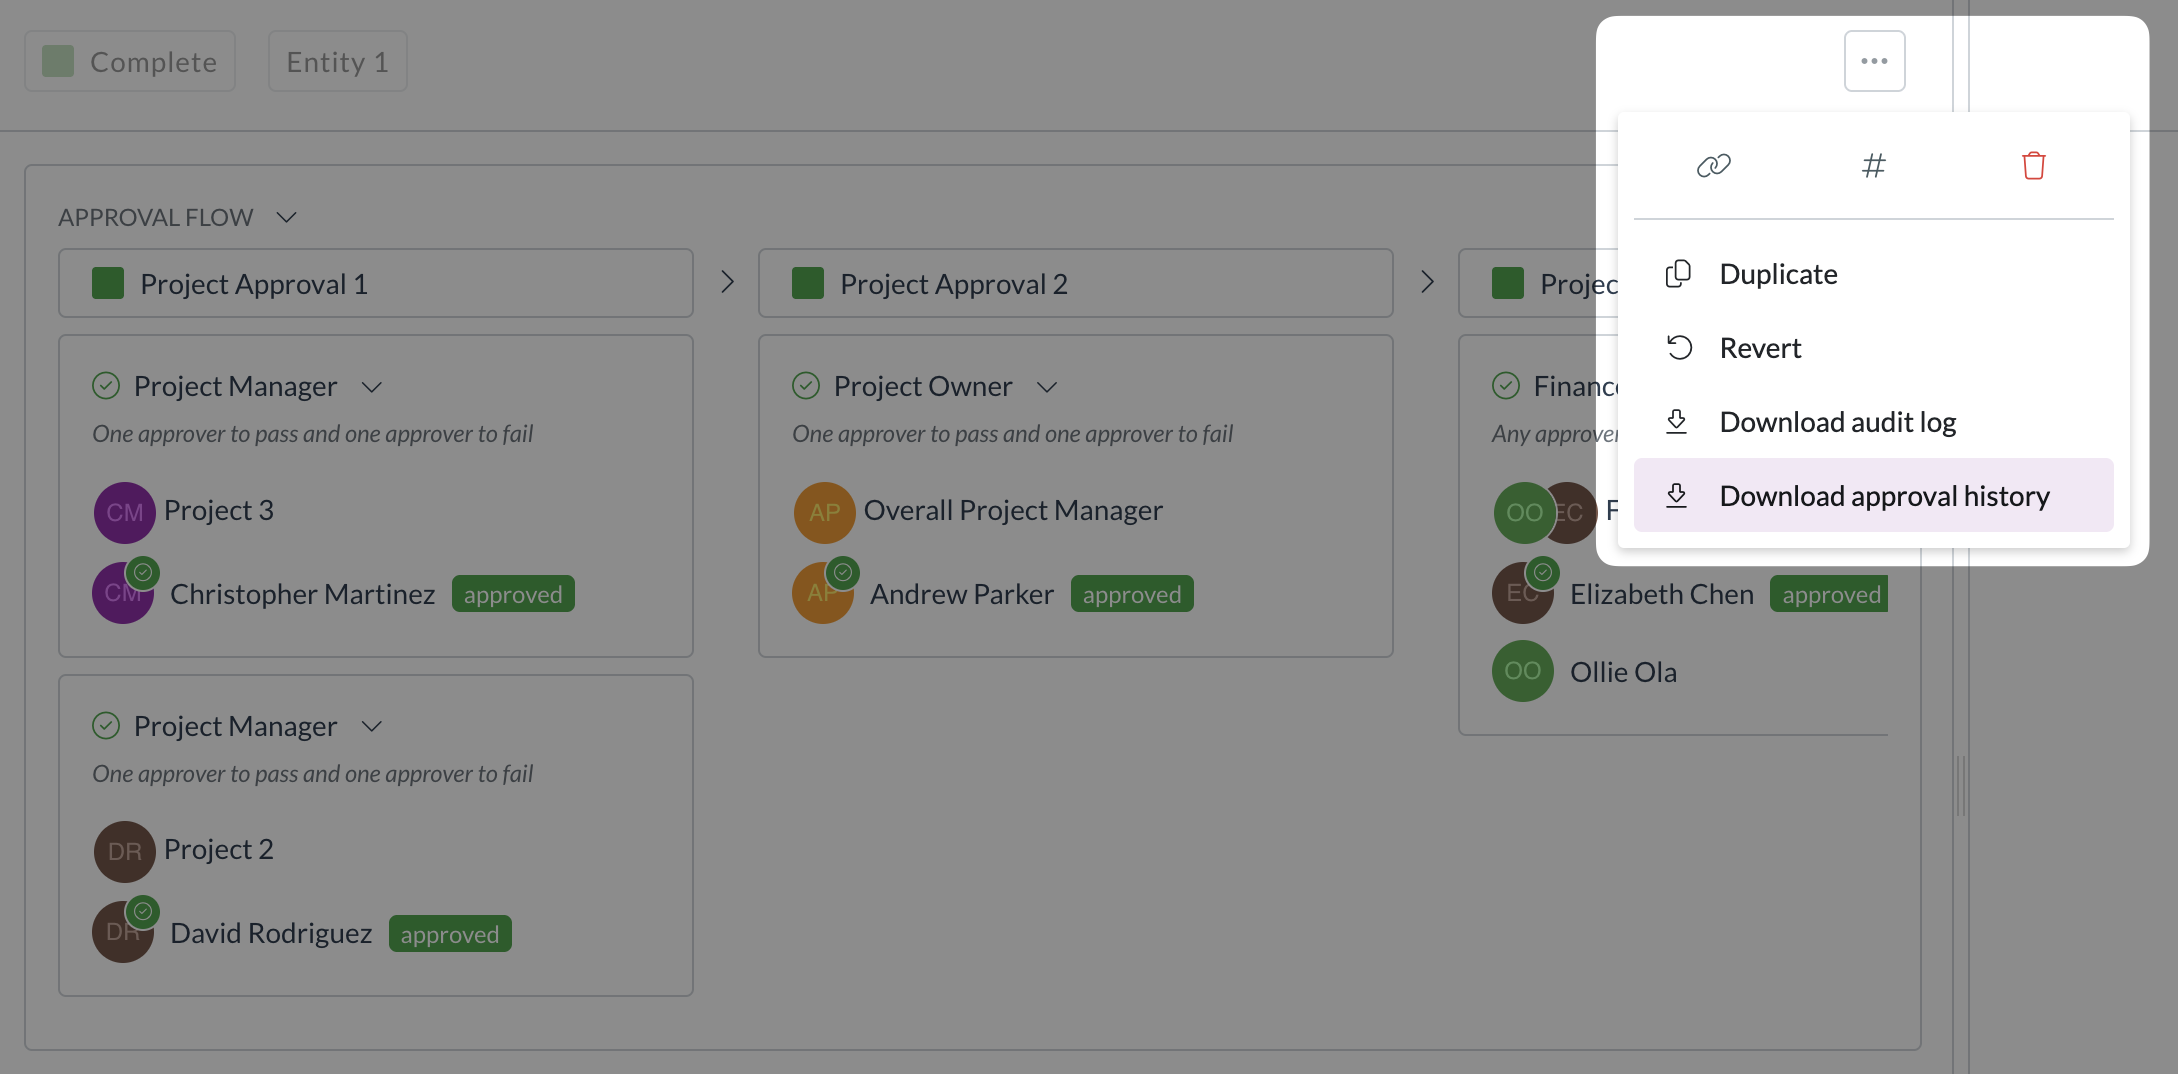 Complete
Entity 1
...
#
APPROVAL FLOW
Project Approval 1
Project Approval 2
Duplicate
Revert
Download audit log
Download approval history
Project Manager
One approver to pass and one approver to fail
CM Project 3
CM Christopher Martinez approved
Project Owner
One approver to pass and one approver to fail
AP Overall Project Manager
AP Andrew Parker approved
Any
OO EC
EC Elizabeth Chen approved
OO Ollie Ola
Project Manager
One approver to pass and one approver to fail
DR Project 2
DR David Rodriguez approved